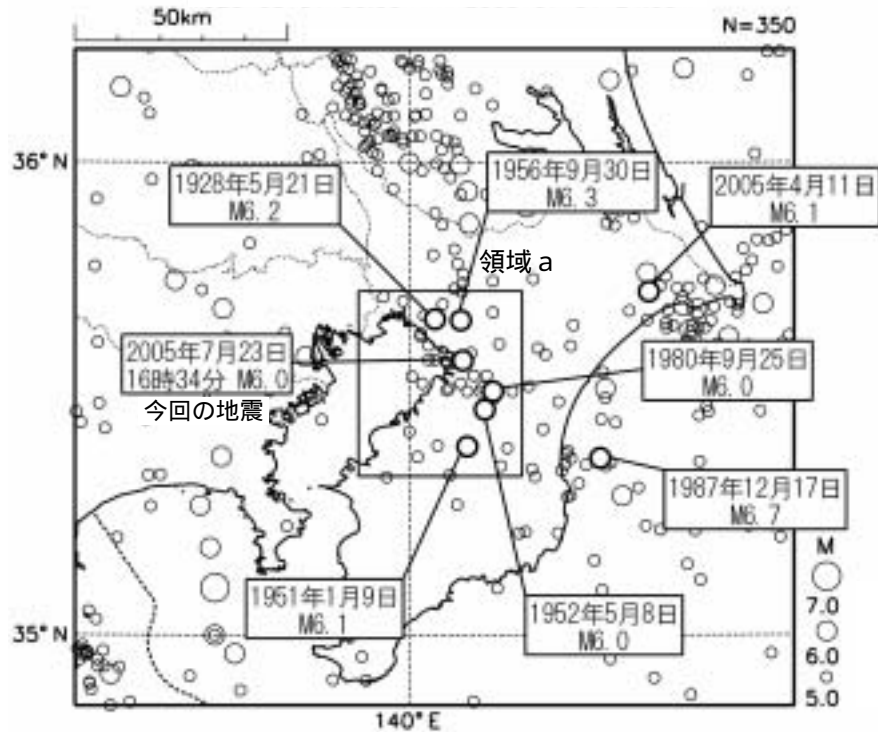 50km
N=350
36°N
1928年5月21日
M6.2
1956年9月30日
M6.3
2005年4月11日
M6.1
領域a
2005年7月23日
16時34分 M6.0
今回の地震
1980年9月25日
M6.0
1987年12月17日
M6.7
1951年1月9日
M6.1
1952年5月8日
M6.0
M
7.0
6.0
5.0
35°N
140°E